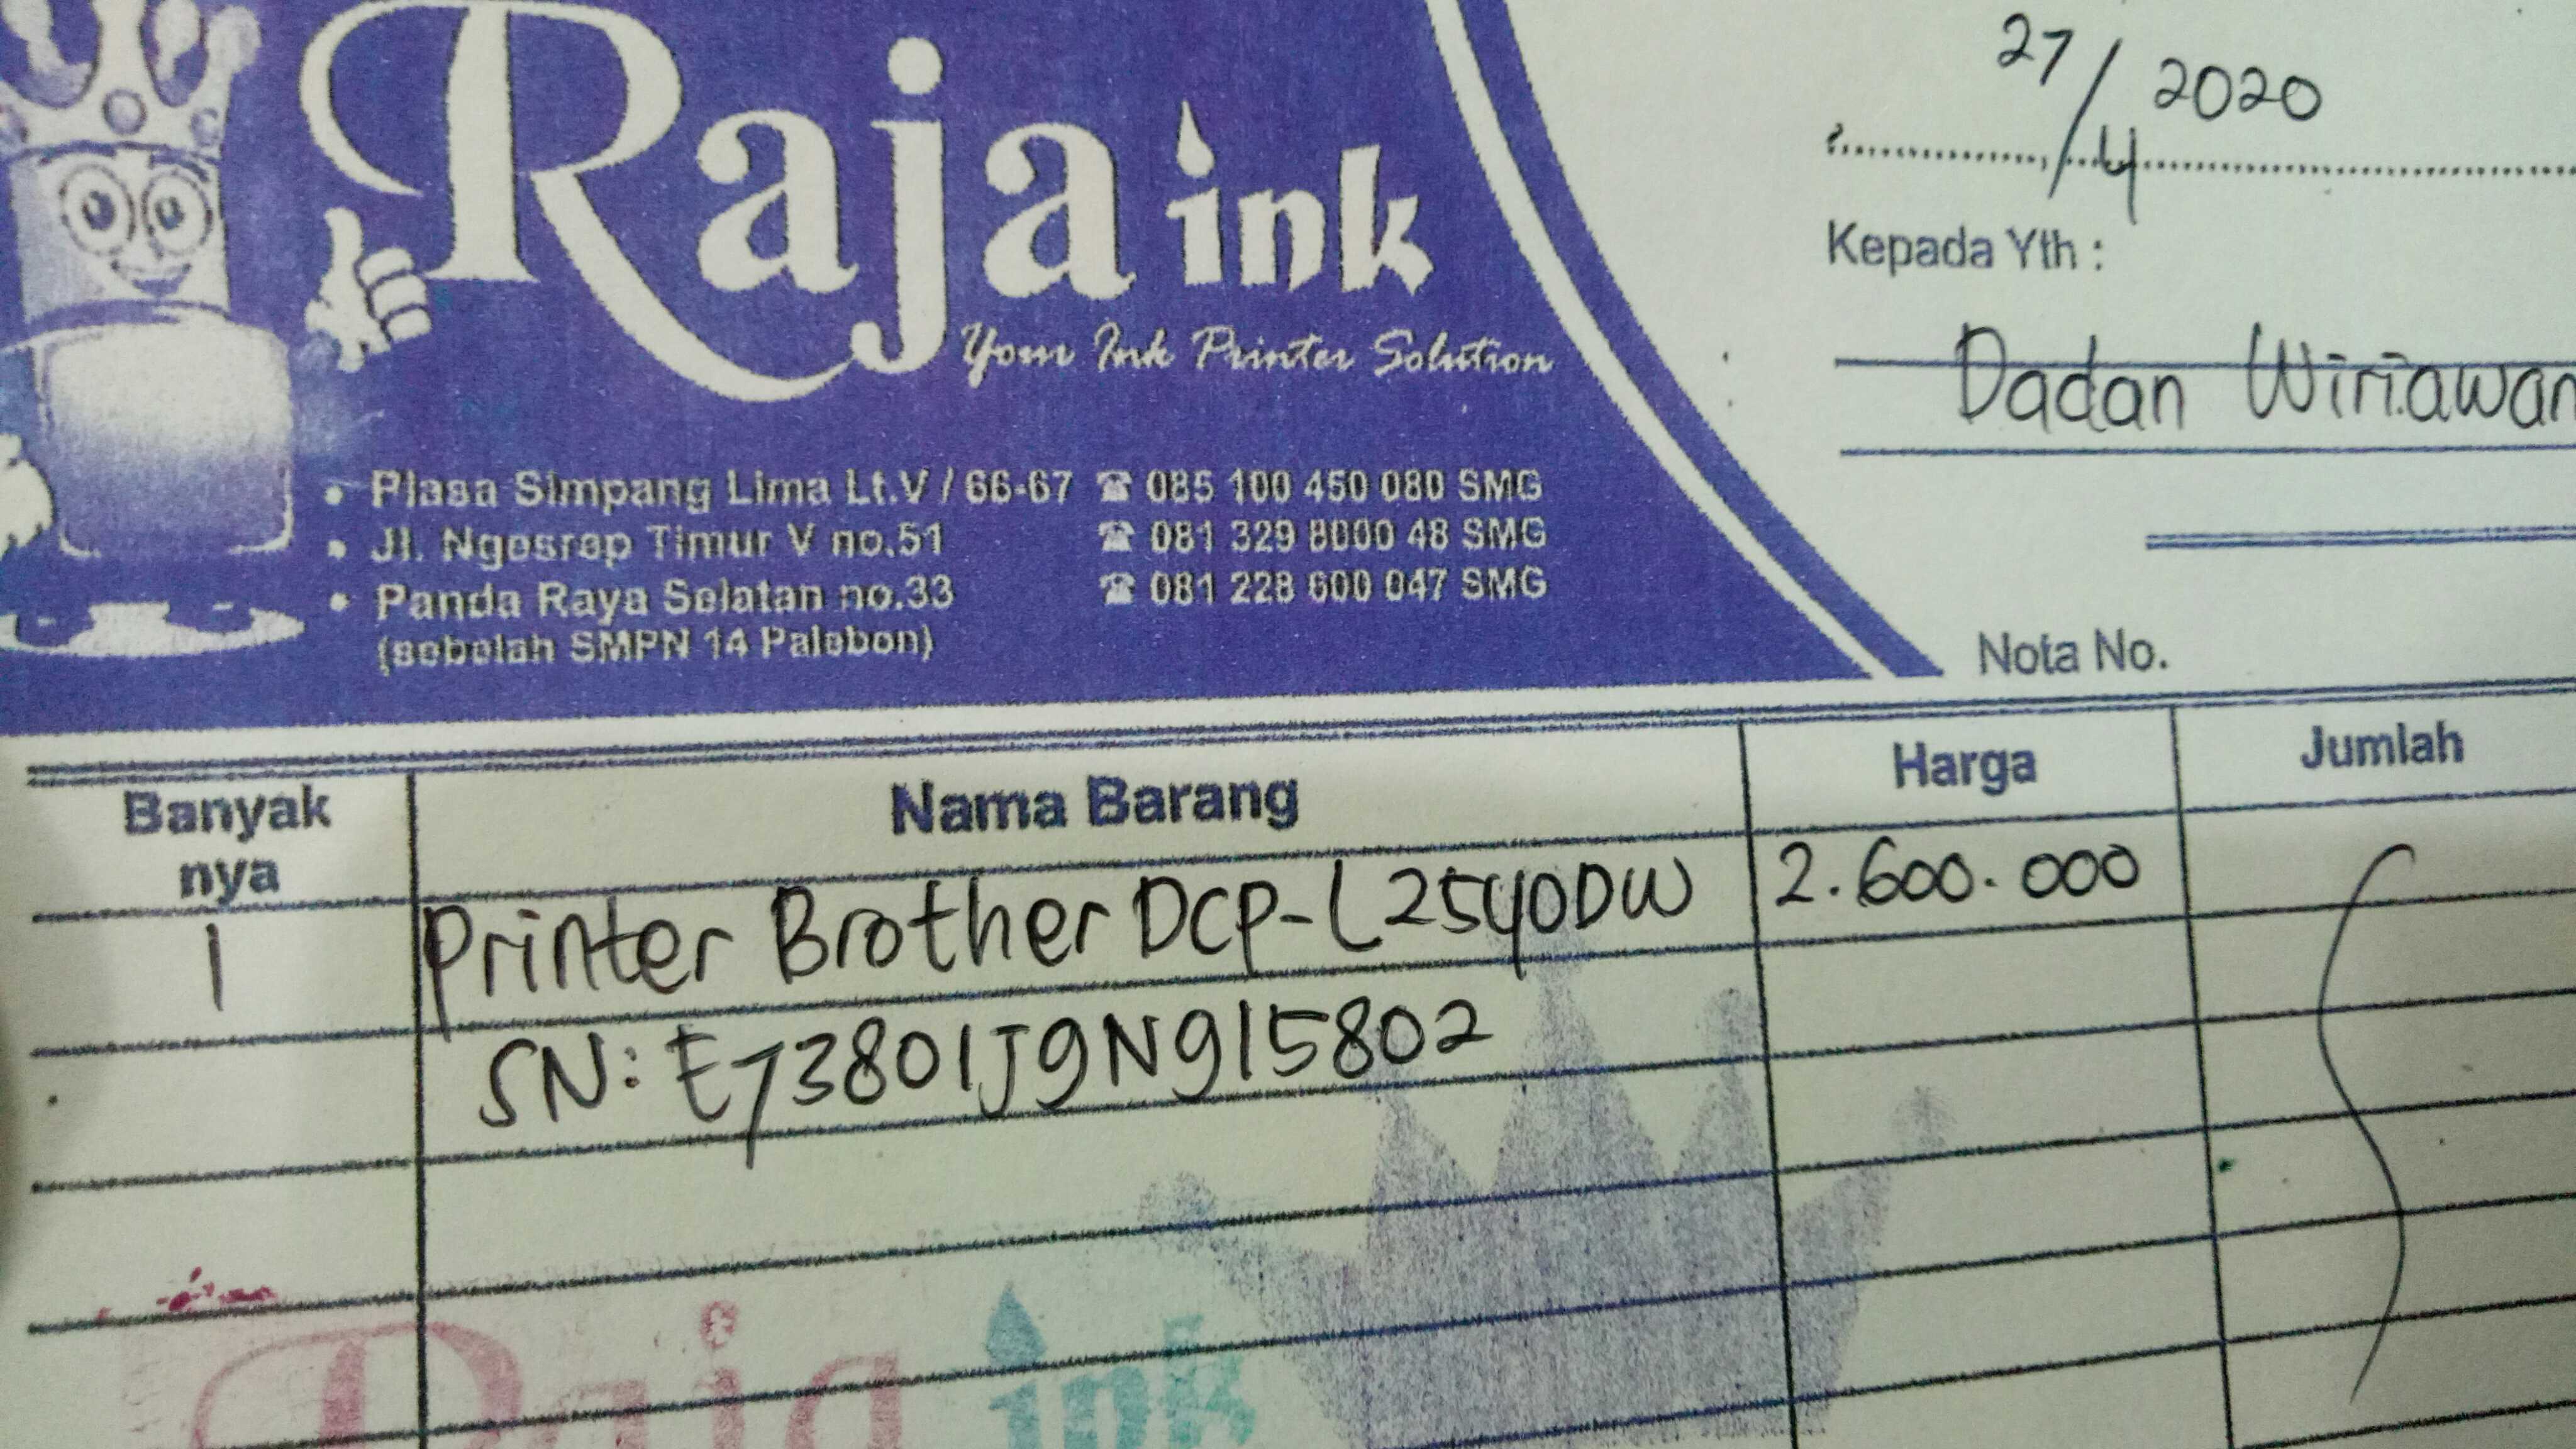 Raja ink
Your Ink Printer Solution
• Plasa Simpang Lima Lt.V / 66-67 ☎ 085 100 450 080 SMG
• Jl. Ngesrep Timur V no.51 ☎ 081 329 8000 48 SMG
• Panda Raya Selatan no.33 ☎ 081 228 600 047 SMG
(sebelah SMPN 14 Palebon)
27/4 2020
Kepada Yth :
Dadan Wiriawan
Nota No.
Banyak nya Nama Barang Harga Jumlah
1 Printer Brother DCP-L2540DW 2.600.000
SN: E73801J9N915802
Raja ink